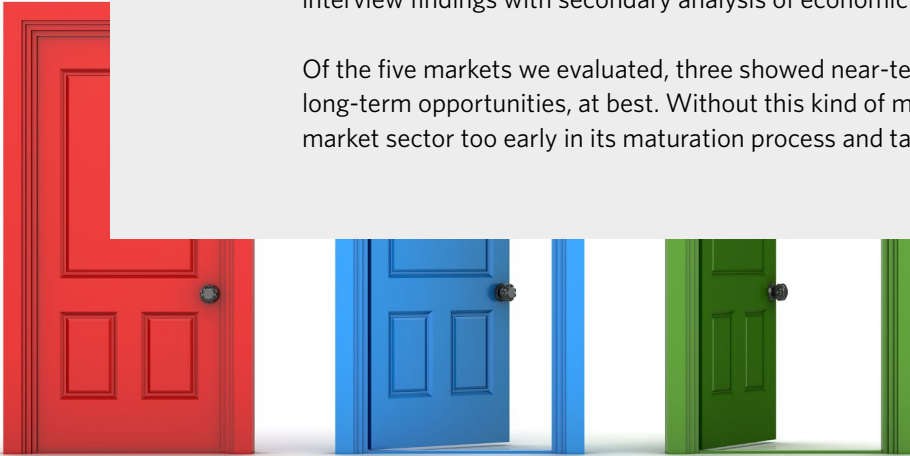 interview findings with secondary analysis of economic
Of the five markets we evaluated, three showed near-te
long-term opportunities, at best. Without this kind of m
market sector too early in its maturation process and ta